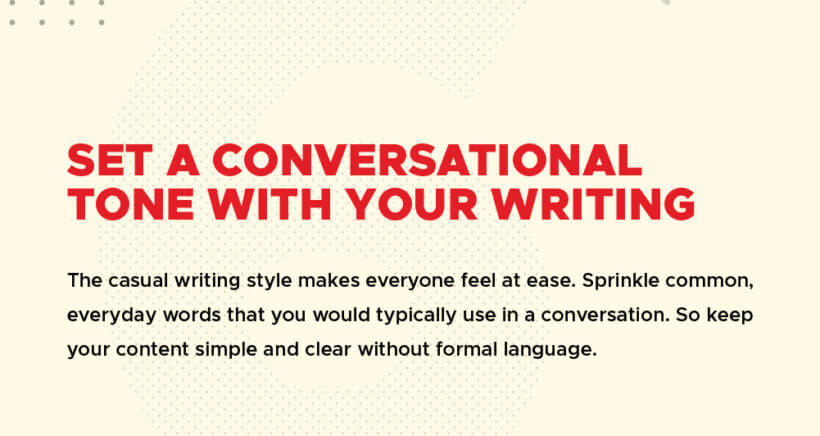 SET A CONVERSATIONAL
TONE WITH YOUR WRITING
The casual writing style makes everyone feel at ease. Sprinkle common,
everyday words that you would typically use in a conversation. So keep
your content simple and clear without formal language.